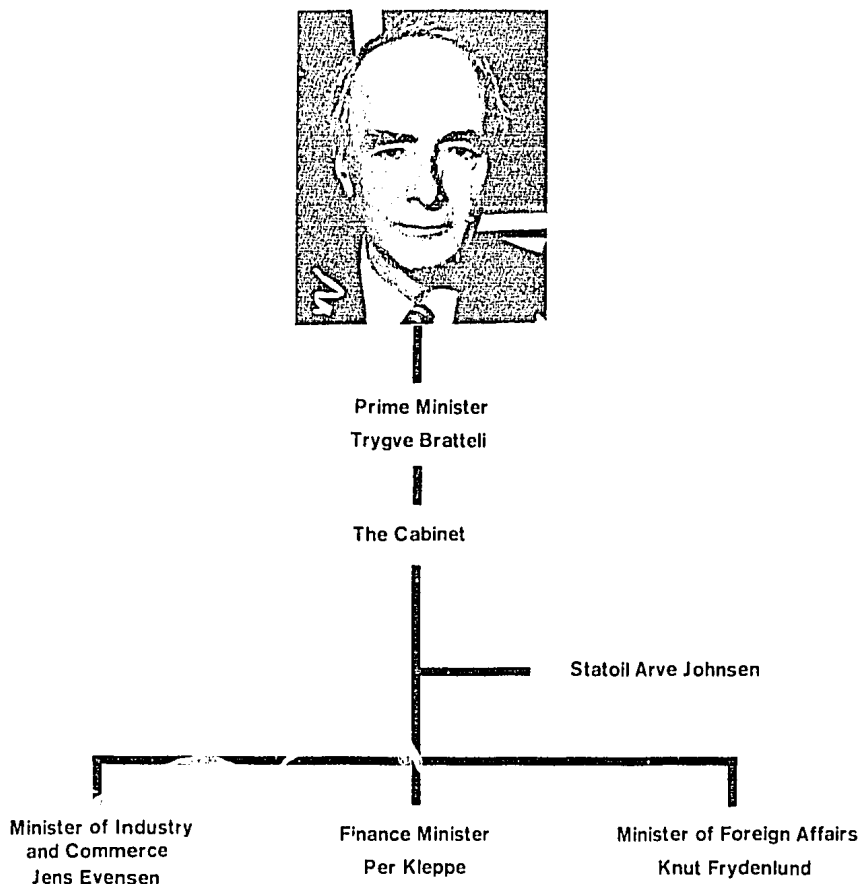 Prime Minister
Trygve Bratteli
The Cabinet
Statoil Arve Johnsen
Minister of Industry
and Commerce
Jens Evensen
Finance Minister
Per Kleppe
Minister of Foreign Affairs
Knut Frydenlund